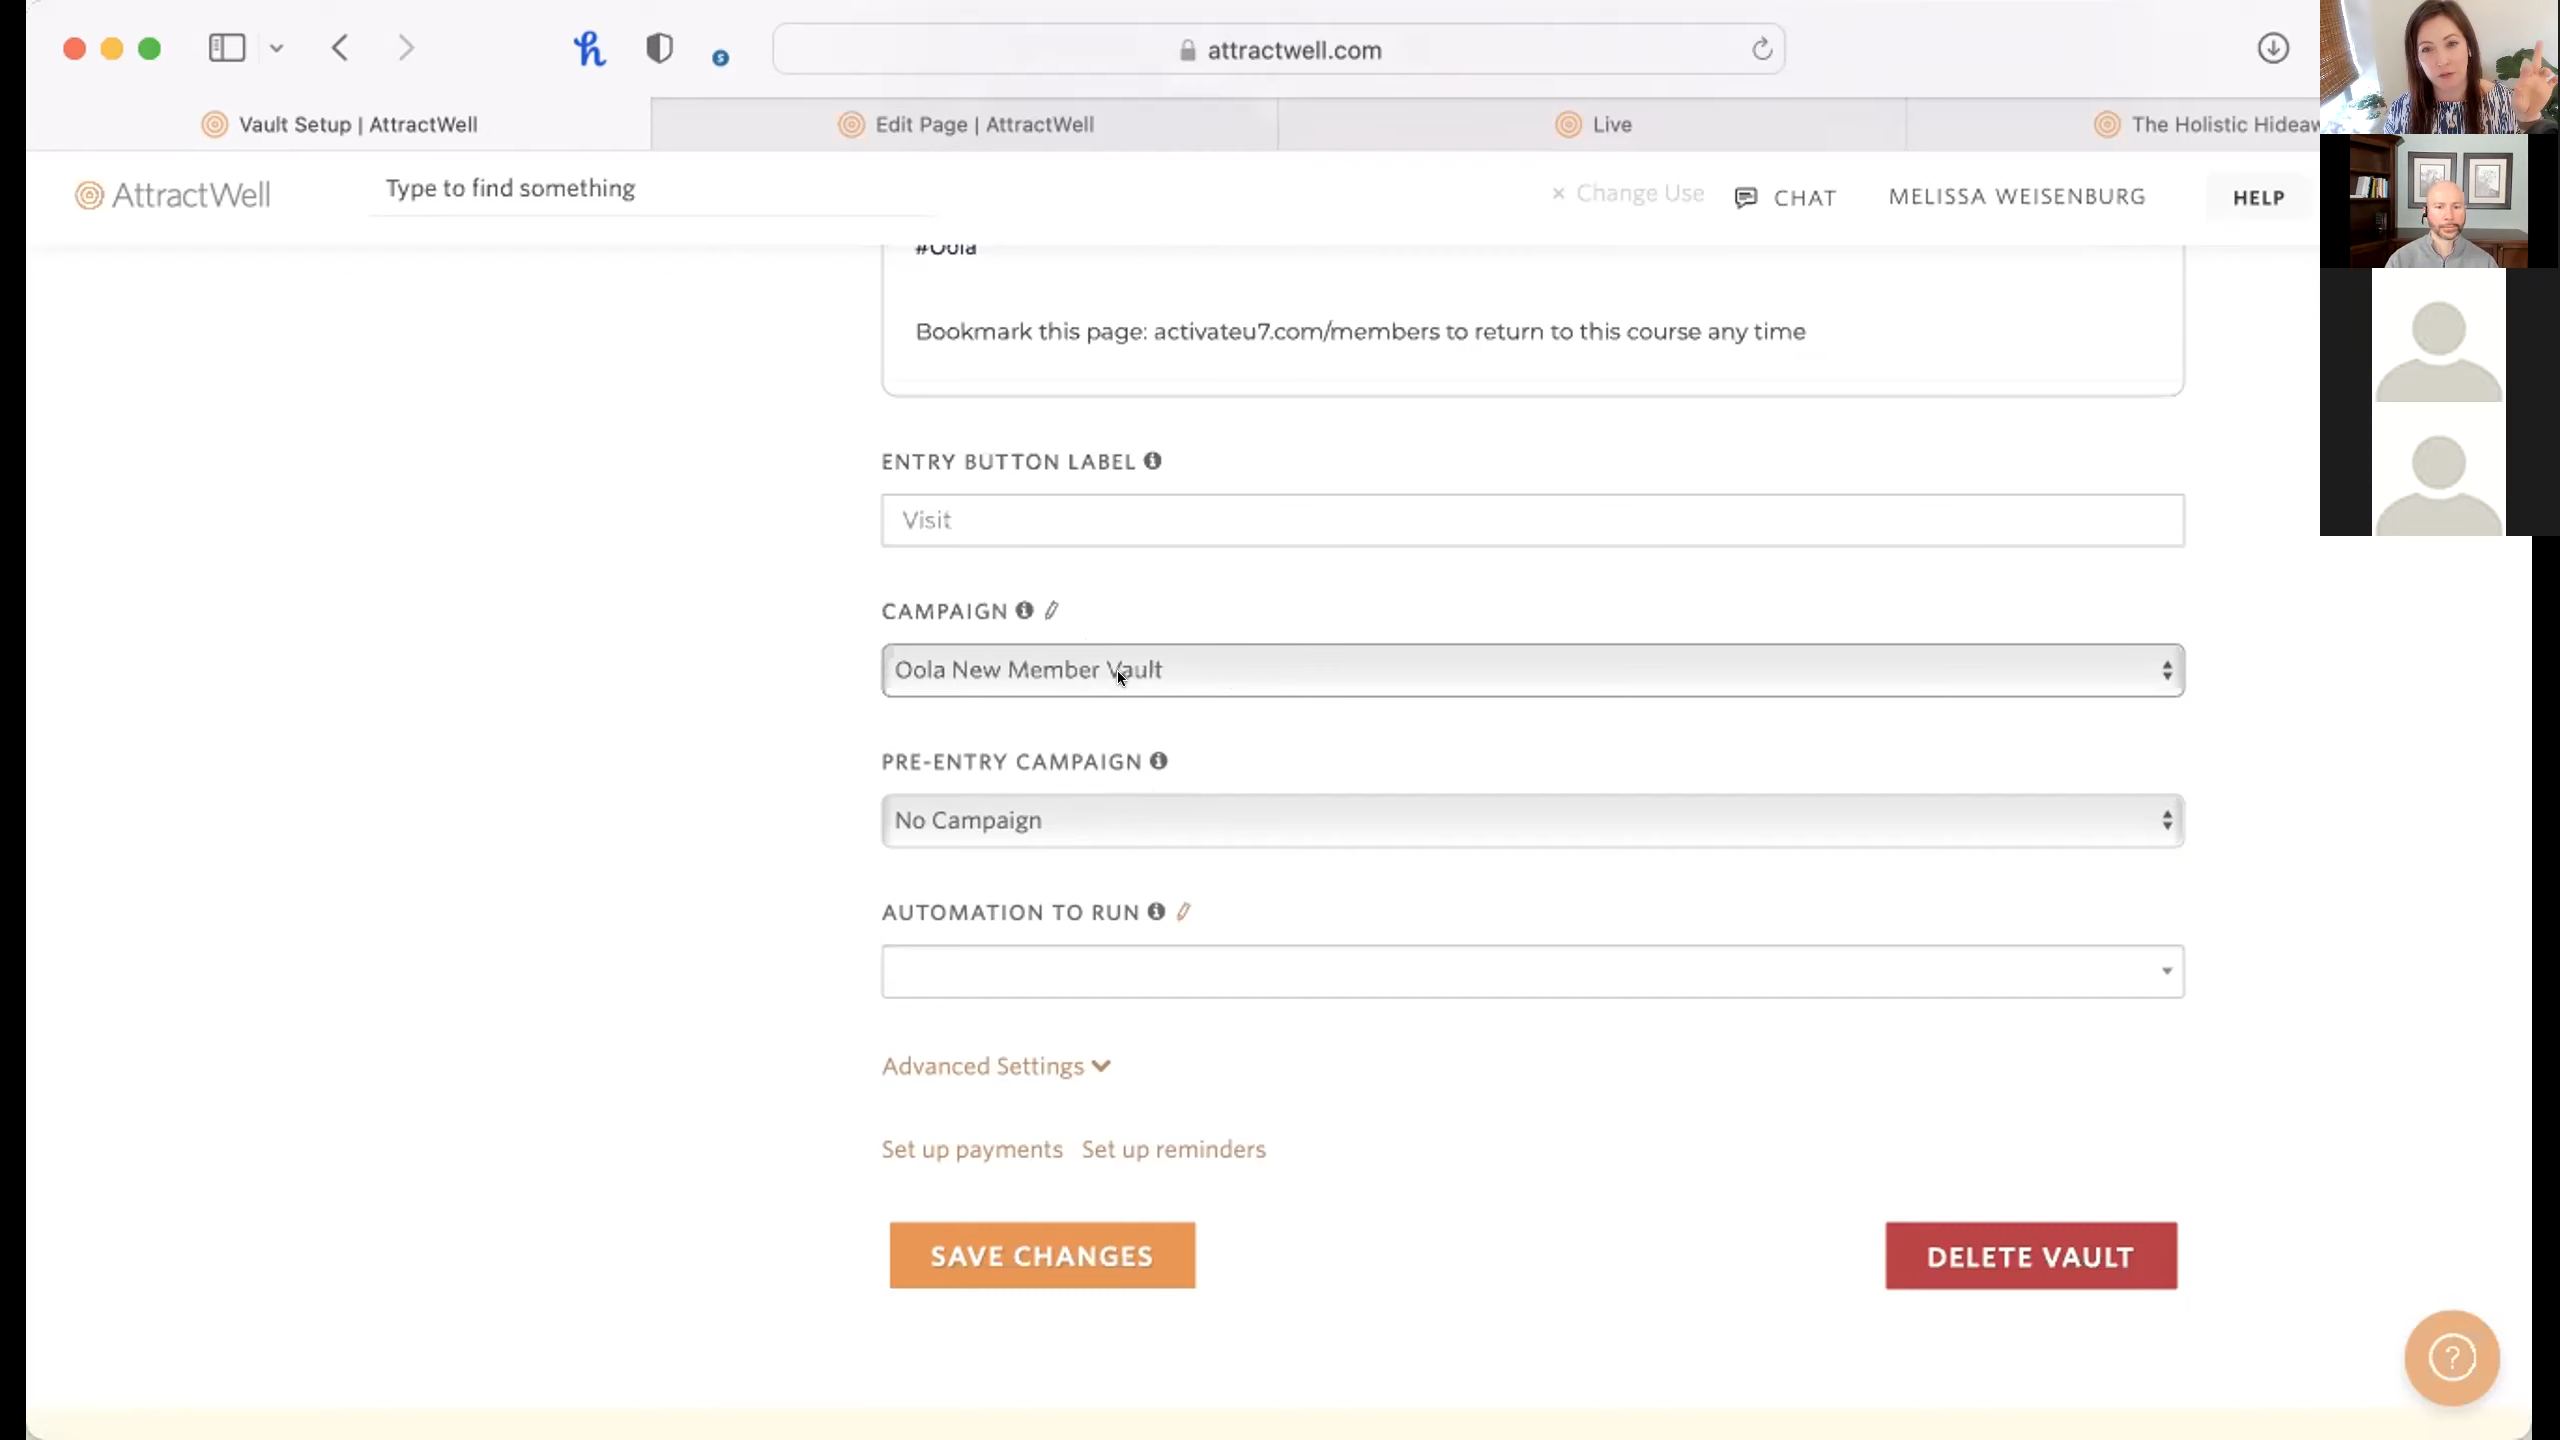 attractwell.com
Vault Setup | AttractWell
Edit Page | AttractWell
Live
The Holistic Hideaw
AttractWell
Type to find something
× Change Use
CHAT
MELISSA WEISENBURG
HELP
#Oola
Bookmark this page: activateu7.com/members to return to this course any time
ENTRY BUTTON LABEL
Visit
CAMPAIGN
Oola New Member Vault
PRE-ENTRY CAMPAIGN
No Campaign
AUTOMATION TO RUN
Advanced Settings
Set up payments Set up reminders
SAVE CHANGES
DELETE VAULT